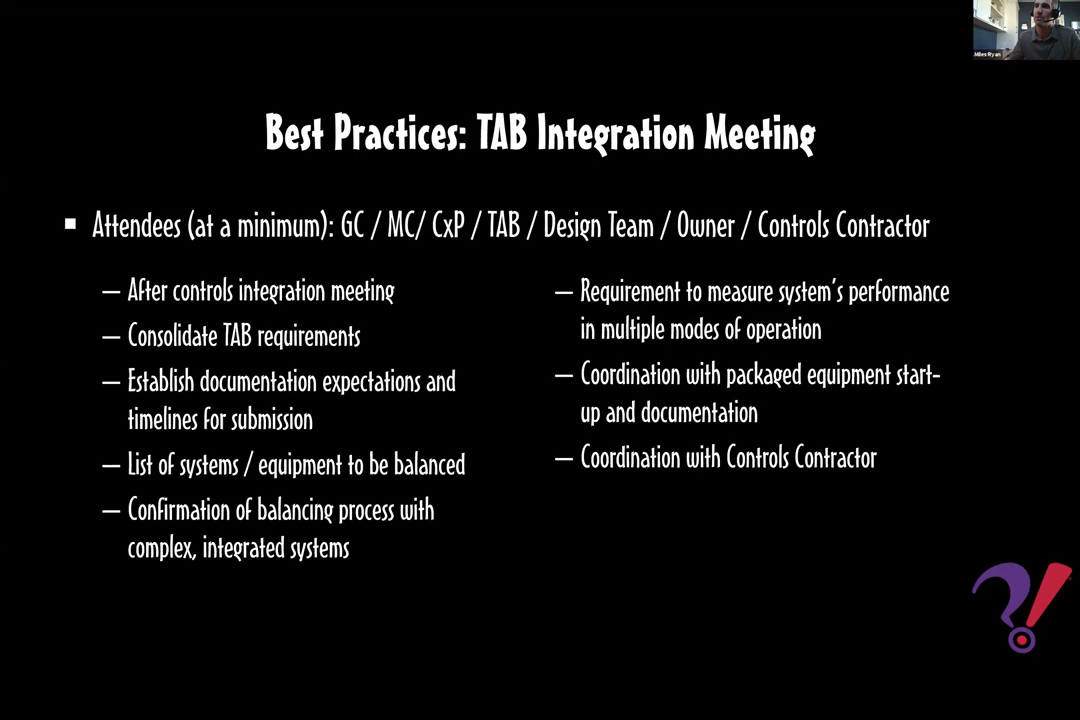 Miles Ryan
Best Practices: TAB Integration Meeting
▪ Attendees (at a minimum): GC / MC/ CxP / TAB / Design Team / Owner / Controls Contractor
– After controls integration meeting
– Consolidate TAB requirements
– Establish documentation expectations and
timelines for submission
– List of systems / equipment to be balanced
– Confirmation of balancing process with
complex, integrated systems
– Requirement to measure system's performance
in multiple modes of operation
– Coordination with packaged equipment start-
up and documentation
– Coordination with Controls Contractor
?!